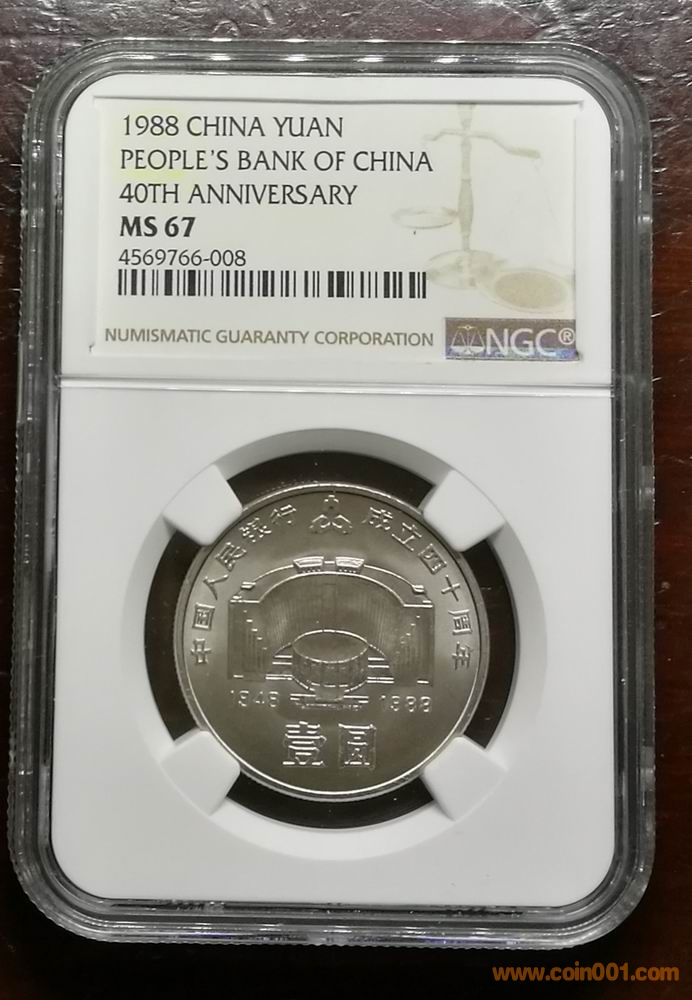 1988 CHINA YUAN
PEOPLE'S BANK OF CHINA
40TH ANNIVERSARY
MS 67
4569766-008
NUMISMATIC GUARANTY CORPORATION
NGC®
中国人民银行 成立四十周年
1948 1988
壹圆
www.coin001.com